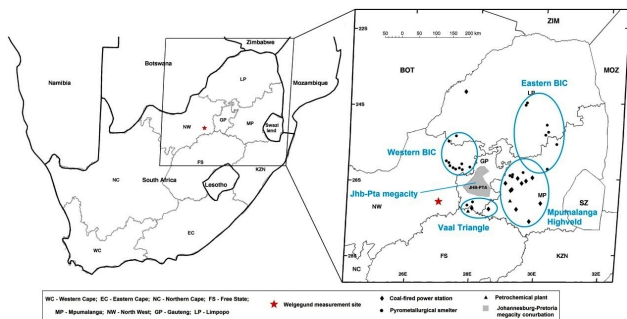 Zimbabwe
Botswana
Namibia
Mozambique
LP
NW
GP
MP
Swazi
land
FS
KZN
NC
South Africa
Lesotho
EC
WC
0 50 100 200 km
ZIM
BOT
MOZ
Eastern BIC
LP
Western BIC
GP
Jhb-Pta megacity
JHB-PTA
NW
MP
SZ
Mpumalanga
Highveld
Vaal Triangle
FS
KZN
NC
22S
24S
26S
28S
26E
28E
30E
32E
WC - Western Cape; EC - Eastern Cape; NC - Northern Cape; FS - Free State;
MP - Mpumalanga; NW - North West; GP - Gauteng; LP - Limpopo
Welgegund measurement site
Coal-fired power station
Pyrometallurgical smelter
Petrochemical plant
Johannesburg-Pretoria
megacity conurbation